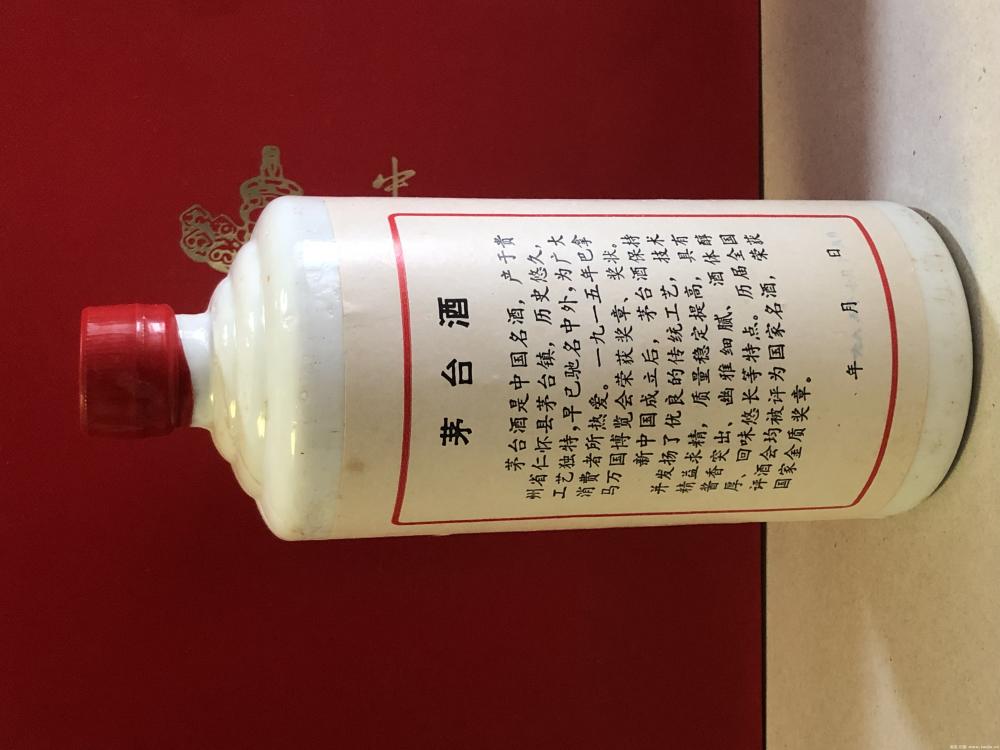 茅台酒
茅台酒是中国名酒，产于贵
州省仁怀县茅台镇，历史悠久，
工艺独特，早已驰名中外，为广大
消费者所热爱。一九一五年巴拿
马万国博览会荣获奖章、奖状。
新中国成立后，茅台酒保持
并发扬了优良的传统工艺，技术
精益求精，质量稳定提高，具有
酱香突出、幽雅细腻、酒体醇
厚、回味悠长等特点。历届全国
评酒会均被评为国家名酒，荣获
国家金质奖章。
年 月 日